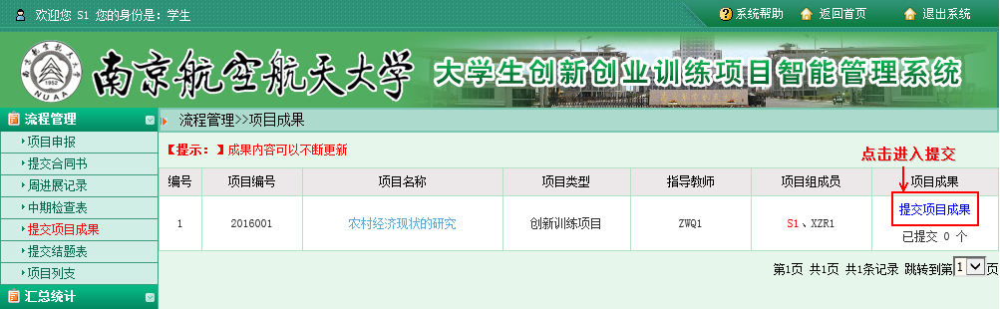 欢迎您 S1 您的身份是：学生
系统帮助 返回首页 退出系统
NUAA
1952
南京航空航天大学
大学生创新创业训练项目智能管理系统
流程管理
项目申报
提交合同书
周进展记录
中期检查表
提交项目成果
提交结题表
项目列支
汇总统计
流程管理>>项目成果
【提示：】成果内容可以不断更新
点击进入提交
编号 项目编号 项目名称 项目类型 指导教师 项目组成员 项目成果
1 2016001 农村经济现状的研究 创新训练项目 ZWQ1 S1、XZR1 提交项目成果
已提交 0 个
第1页 共1页 共1条记录 跳转到第1页